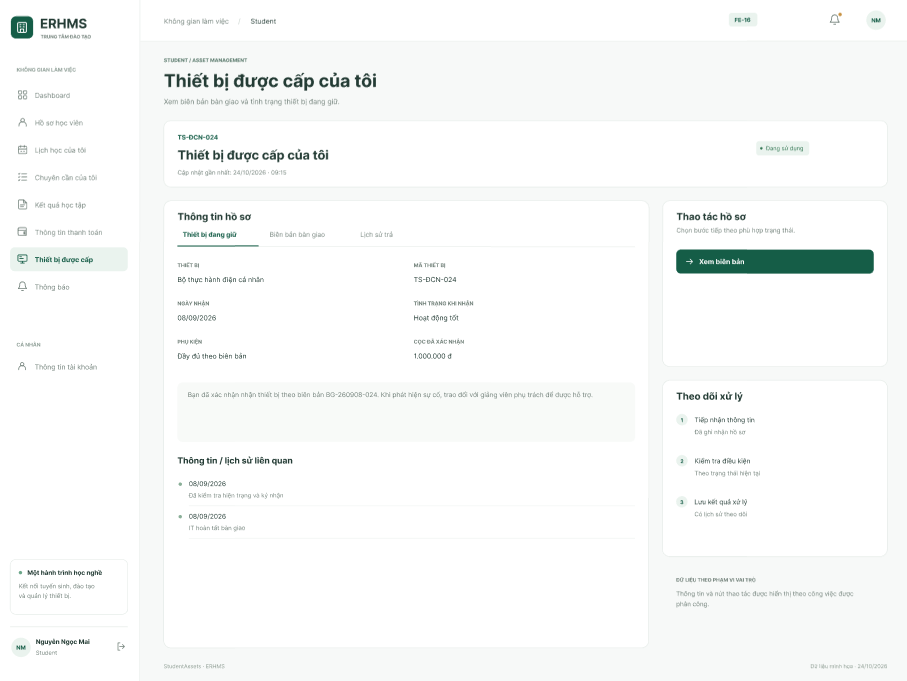 ERHMS
TRUNG TÂM ĐÀO TẠO
KHÔNG GIAN LÀM VIỆC
Dashboard
Hồ sơ học viên
Lịch học của tôi
Chuyên cần của tôi
Kết quả học tập
Thông tin thanh toán
Thiết bị được cấp
Thông báo
CÁ NHÂN
Thông tin tài khoản
Một hành trình học nghề
Kết nối tuyển sinh, đào tạo
và quản lý thiết bị.
NM
Nguyễn Ngọc Mai
Student
Không gian làm việc / Student
FE-16
NM
STUDENT / ASSET MANAGEMENT
Thiết bị được cấp của tôi
Xem biên bản bàn giao và tình trạng thiết bị đang giữ.
TS-ĐCN-024
Thiết bị được cấp của tôi
Cập nhật gần nhất: 24/10/2026 · 09:15
Đang sử dụng
Thông tin hồ sơ
Thiết bị đang giữ
Biên bản bàn giao
Lịch sử trả
THIẾT BỊ
Bộ thực hành điện cá nhân
MÃ THIẾT BỊ
TS-ĐCN-024
NGÀY NHẬN
08/09/2026
TÌNH TRẠNG KHI NHẬN
Hoạt động tốt
PHỤ KIỆN
Đầy đủ theo biên bản
CỌC ĐÃ XÁC NHẬN
1.000.000 đ
Bạn đã xác nhận nhận thiết bị theo biên bản BG-260908-024. Khi phát hiện sự cố, trao đổi với giảng viên phụ trách để được hỗ trợ.
Thông tin / lịch sử liên quan
08/09/2026
Đã kiểm tra hiện trạng và ký nhận
08/09/2026
IT hoàn tất bàn giao
Thao tác hồ sơ
Chọn bước tiếp theo phù hợp trạng thái.
→ Xem biên bản
Theo dõi xử lý
1
Tiếp nhận thông tin
Đã ghi nhận hồ sơ
2
Kiểm tra điều kiện
Theo trạng thái hiện tại
3
Lưu kết quả xử lý
Có lịch sử theo dõi
DỮ LIỆU THEO PHẠM VI VAI TRÒ
Thông tin và nút thao tác được hiển thị theo công việc được
phân công.
StudentAssets · ERHMS
Dữ liệu minh họa · 24/10/2026